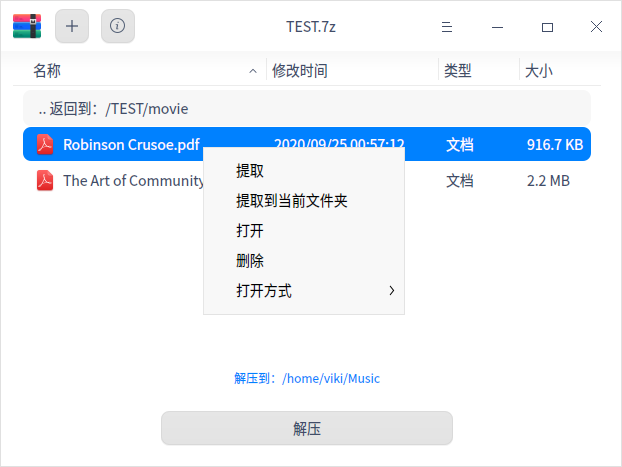 TEST.7z
名称 修改时间 类型 大小
.. 返回到：/TEST/movie
Robinson Crusoe.pdf 2020/09/25 00:57:12 文档 916.7 KB
The Art of Community 文档 2.2 MB
提取
提取到当前文件夹
打开
删除
打开方式
解压到：/home/viki/Music
解压